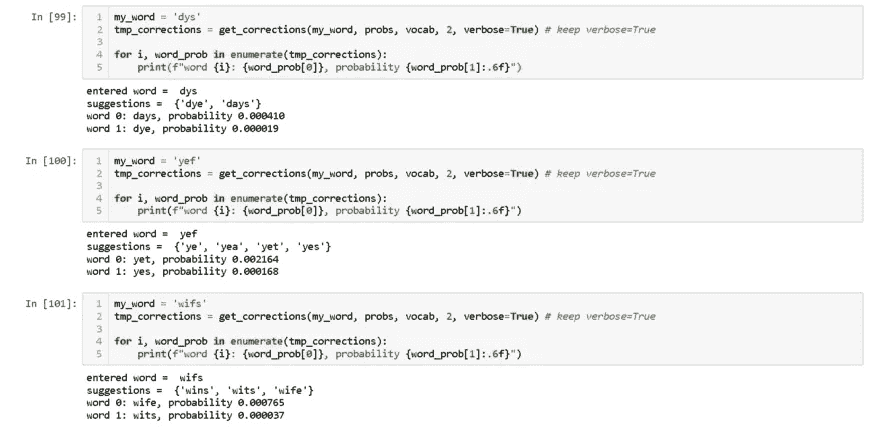 In [99]:
1 my_word = 'dys'
2 tmp_corrections = get_corrections(my_word, probs, vocab, 2, verbose=True) # keep verbose=True
3
4 for i, word_prob in enumerate(tmp_corrections):
5     print(f"word {i}: {word_prob[0]}, probability {word_prob[1]:.6f}")
entered word =  dys
suggestions =  {'dye', 'days'}
word 0: days, probability 0.000410
word 1: dye, probability 0.000019
In [100]:
1 my_word = 'yef'
2 tmp_corrections = get_corrections(my_word, probs, vocab, 2, verbose=True) # keep verbose=True
3
4 for i, word_prob in enumerate(tmp_corrections):
5     print(f"word {i}: {word_prob[0]}, probability {word_prob[1]:.6f}")
entered word =  yef
suggestions =  {'ye', 'yea', 'yet', 'yes'}
word 0: yet, probability 0.002164
word 1: yes, probability 0.000168
In [101]:
1 my_word = 'wifs'
2 tmp_corrections = get_corrections(my_word, probs, vocab, 2, verbose=True) # keep verbose=True
3
4 for i, word_prob in enumerate(tmp_corrections):
5     print(f"word {i}: {word_prob[0]}, probability {word_prob[1]:.6f}")
entered word =  wifs
suggestions =  {'wins', 'wits', 'wife'}
word 0: wife, probability 0.000765
word 1: wits, probability 0.000037